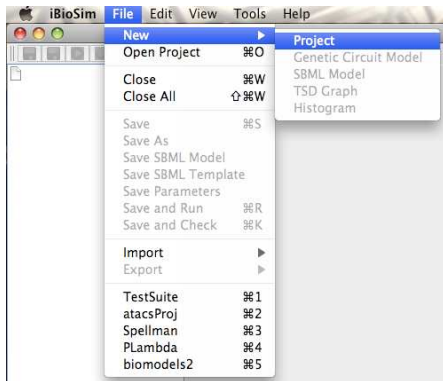 iBioSim File Edit View Tools Help
New
Open Project ⌘O
Close ⌘W
Close All ⇧⌘W
Save ⌘S
Save As
Save SBML Model
Save SBML Template
Save Parameters
Save and Run ⌘R
Save and Check ⌘K
Import
Export
TestSuite ⌘1
atacsProj ⌘2
Spellman ⌘3
PLambda ⌘4
biomodels2 ⌘5
Project
Genetic Circuit Model
SBML Model
TSD Graph
Histogram